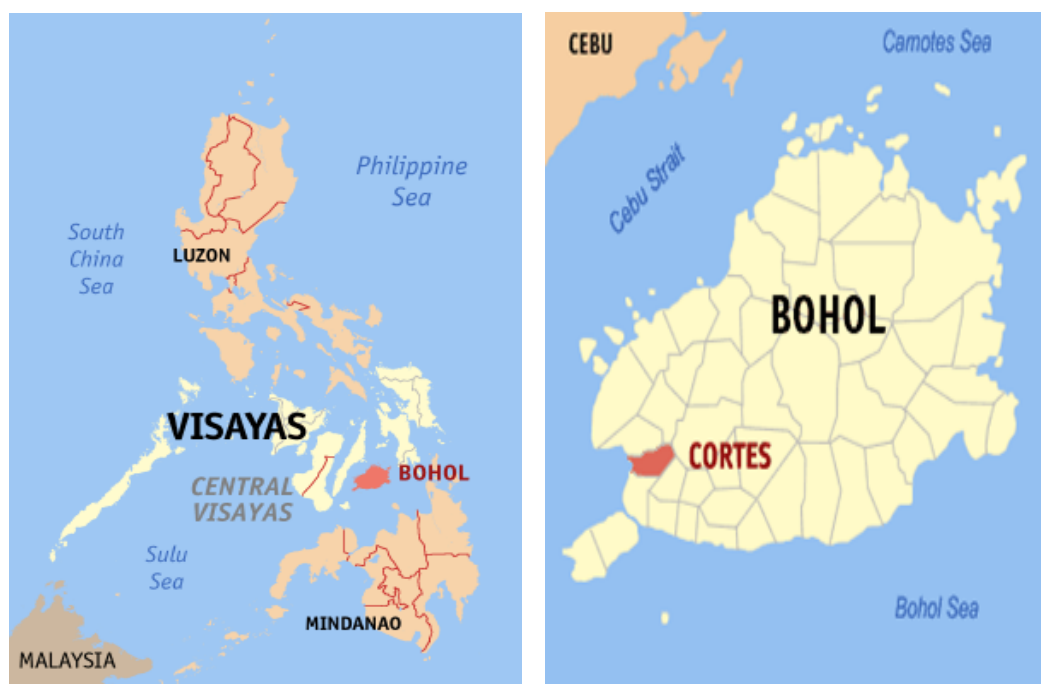 Philippine
Sea
South
China
Sea
LUZON
VISAYAS
BOHOL
CENTRAL
VISAYAS
Sulu
Sea
MINDANAO
MALAYSIA
CEBU
Camotes Sea
Cebu Strait
BOHOL
CORTES
Bohol Sea